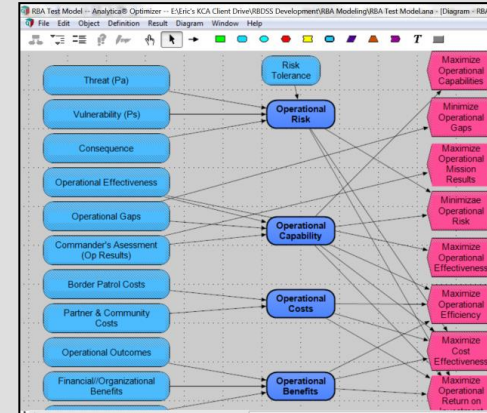 RBA Test Model -- Analytica® Optimizer -- E:\Eric's KCA Client Drive\RBDSS Development\RBA Modeling\RBA Test Model.ana - [Diagram - RBA
File Edit Object Definition Result Diagram Window Help
T
Risk
Tolerance
Threat (Pa)
Vulnerability (Ps)
Consequence
Operational Effectiveness
Operational Gaps
Commander's Asessment
(Op Results)
Border Patrol Costs
Partner & Community
Costs
Operational Outcomes
Financial//Organizational
Benefits
Operational
Risk
Operational
Capability
Operational
Costs
Operational
Benefits
Maximize
Operational
Capabilities
Minimize
Operational
Gaps
Maximize
Operational
Mission
Results
Minimizae
Operational
Risk
Maximize
Operational
Effectiveness
Maximize
Operational
Efficiency
Maximize
Cost
Effectiveness
Maximize
Operational
Return on